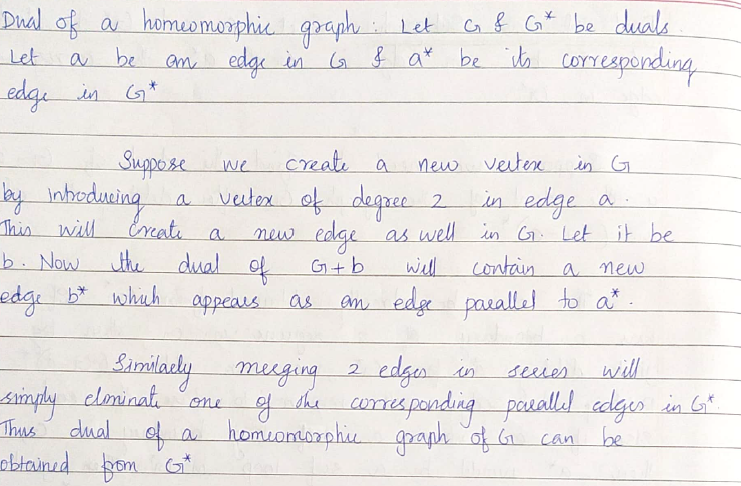 Dual of a homeomorphic graph : Let G & G* be duals.
Let a be an edge in G & a* be its corresponding
edge in G*
Suppose we create a new vertex in G
by introducing a vertex of degree 2 in edge a.
This will create a new edge as well in G. Let it be
b. Now the dual of G+b will contain a new
edge b* which appears as an edge parallel to a*.
Similarly merging 2 edges in series will
simply eliminate one of the corresponding parallel edges in G*.
Thus dual of a homeomorphic graph of G can be
obtained from G*